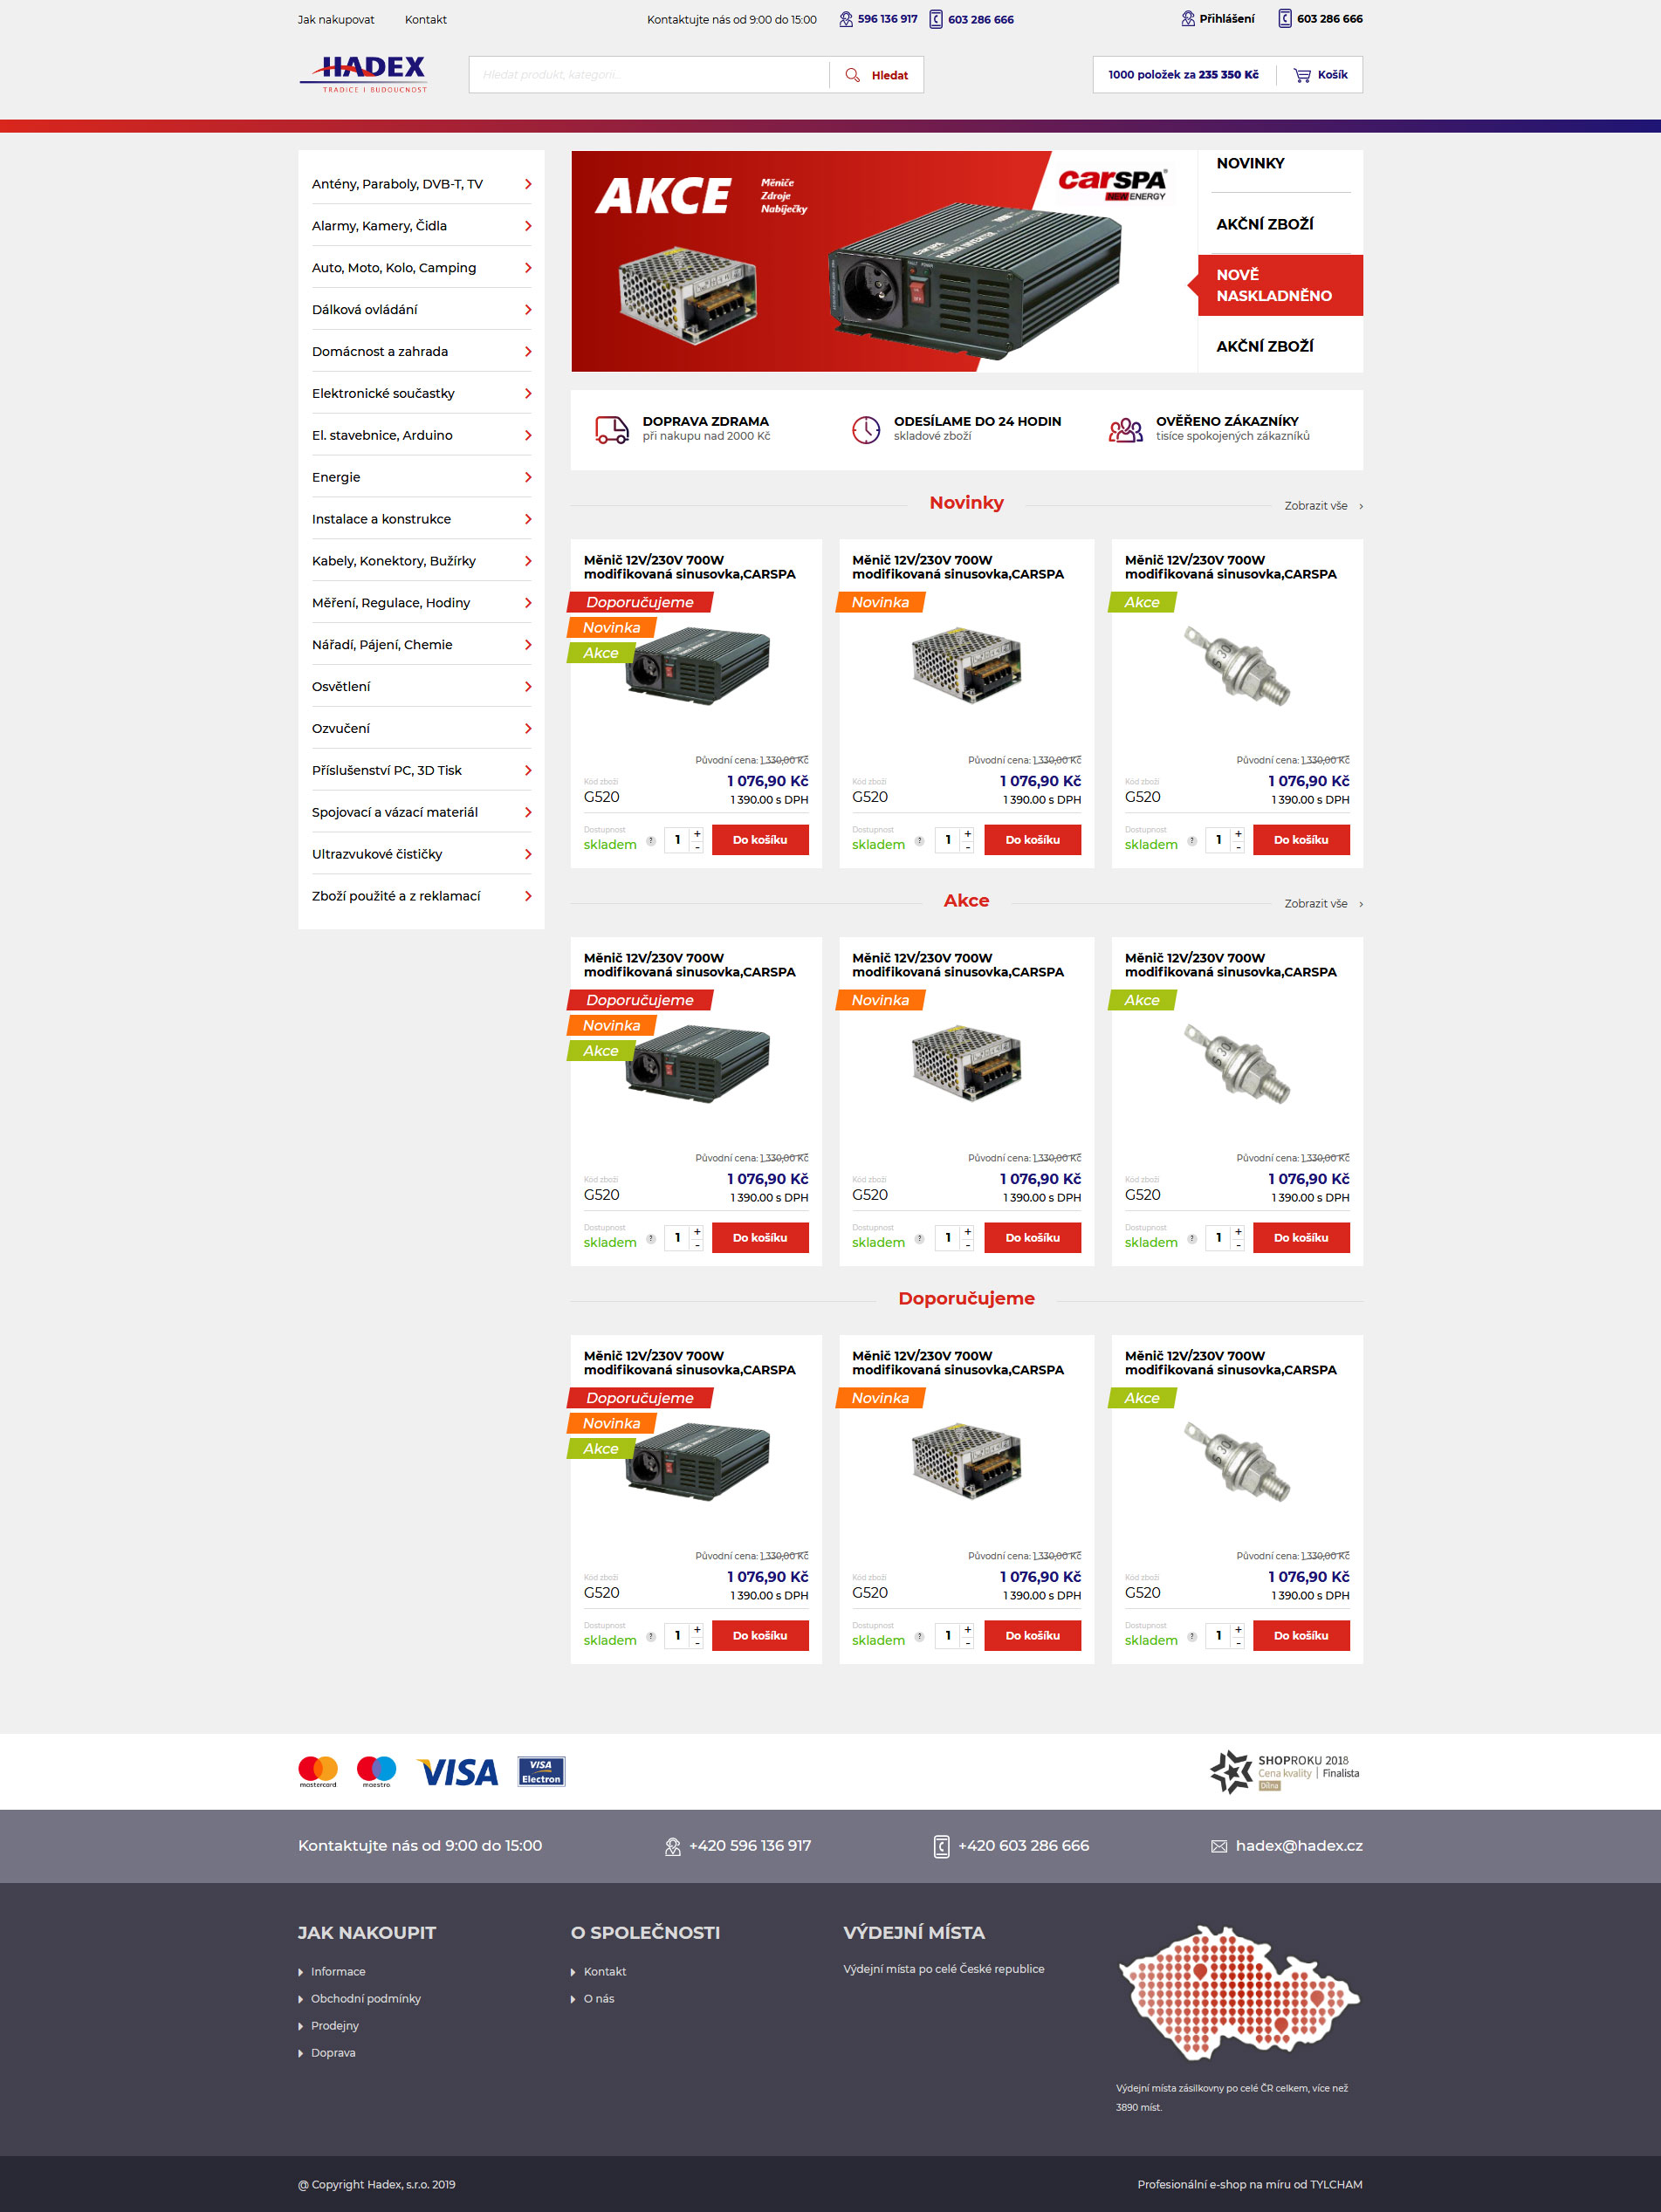 Jak nakupovat Kontakt Kontaktujte nás od 9:00 do 15:00 596 136 917 603 286 666 Přihlášení 603 286 666
HADEX
TRADICE I BUDOUCNOST
Hledat produkt, kategorii... Hledat
1000 položek za 235 350 Kč Košík
Antény, Paraboly, DVB-T, TV
Alarmy, Kamery, Čidla
Auto, Moto, Kolo, Camping
Dálková ovládání
Domácnost a zahrada
Elektronické součastky
El. stavebnice, Arduino
Energie
Instalace a konstrukce
Kabely, Konektory, Bužírky
Měření, Regulace, Hodiny
Nářadí, Pájení, Chemie
Osvětlení
Ozvučení
Příslušenství PC, 3D Tisk
Spojovací a vázací materiál
Ultrazvukové čističky
Zboží použité a z reklamací
AKCE
Měniče
Zdroje
Nabíječky
carspa
NEW ENERGY
carspa
POWER INVERTER
NOVINKY
AKČNÍ ZBOŽÍ
NOVĚ
NASKLADNĚNO
AKČNÍ ZBOŽÍ
DOPRAVA ZDRAMA
při nakupu nad 2000 Kč
ODESÍLAME DO 24 HODIN
skladové zboží
OVĚŘENO ZÁKAZNÍKY
tisíce spokojených zákazníků
Novinky
Zobrazit vše
Měnič 12V/230V 700W
modifikovaná sinusovka,CARSPA
Doporučujeme
Novinka
Akce
Původní cena: 1 330,00 Kč
Kód zboží
G520
1 076,90 Kč
1 390.00 s DPH
Dostupnost
skladem ? 1 + - Do košíku
Měnič 12V/230V 700W
modifikovaná sinusovka,CARSPA
Novinka
Původní cena: 1 330,00 Kč
Kód zboží
G520
1 076,90 Kč
1 390.00 s DPH
Dostupnost
skladem ? 1 + - Do košíku
Měnič 12V/230V 700W
modifikovaná sinusovka,CARSPA
Akce
S 30
Původní cena: 1 330,00 Kč
Kód zboží
G520
1 076,90 Kč
1 390.00 s DPH
Dostupnost
skladem ? 1 + - Do košíku
Akce
Zobrazit vše
Měnič 12V/230V 700W
modifikovaná sinusovka,CARSPA
Doporučujeme
Novinka
Akce
Původní cena: 1 330,00 Kč
Kód zboží
G520
1 076,90 Kč
1 390.00 s DPH
Dostupnost
skladem ? 1 + - Do košíku
Měnič 12V/230V 700W
modifikovaná sinusovka,CARSPA
Novinka
Původní cena: 1 330,00 Kč
Kód zboží
G520
1 076,90 Kč
1 390.00 s DPH
Dostupnost
skladem ? 1 + - Do košíku
Měnič 12V/230V 700W
modifikovaná sinusovka,CARSPA
Akce
S 30
Původní cena: 1 330,00 Kč
Kód zboží
G520
1 076,90 Kč
1 390.00 s DPH
Dostupnost
skladem ? 1 + - Do košíku
Doporučujeme
Měnič 12V/230V 700W
modifikovaná sinusovka,CARSPA
Doporučujeme
Novinka
Akce
Původní cena: 1 330,00 Kč
Kód zboží
G520
1 076,90 Kč
1 390.00 s DPH
Dostupnost
skladem ? 1 + - Do košíku
Měnič 12V/230V 700W
modifikovaná sinusovka,CARSPA
Novinka
Původní cena: 1 330,00 Kč
Kód zboží
G520
1 076,90 Kč
1 390.00 s DPH
Dostupnost
skladem ? 1 + - Do košíku
Měnič 12V/230V 700W
modifikovaná sinusovka,CARSPA
Akce
S 30
Původní cena: 1 330,00 Kč
Kód zboží
G520
1 076,90 Kč
1 390.00 s DPH
Dostupnost
skladem ? 1 + - Do košíku
mastercard
maestro
VISA
VISA
Electron
SHOPROKU 2018
Cena kvality | Finalista
Dílna
Kontaktujte nás od 9:00 do 15:00 +420 596 136 917 +420 603 286 666 hadex@hadex.cz
JAK NAKOUPIT
Informace
Obchodní podmínky
Prodejny
Doprava
O SPOLEČNOSTI
Kontakt
O nás
VÝDEJNÍ MÍSTA
Výdejní místa po celé České republice
Výdejní místa zásilkovny po celé ČR celkem, více než
3890 míst.
@ Copyright Hadex, s.r.o. 2019
Profesionální e-shop na míru od TYLCHAM